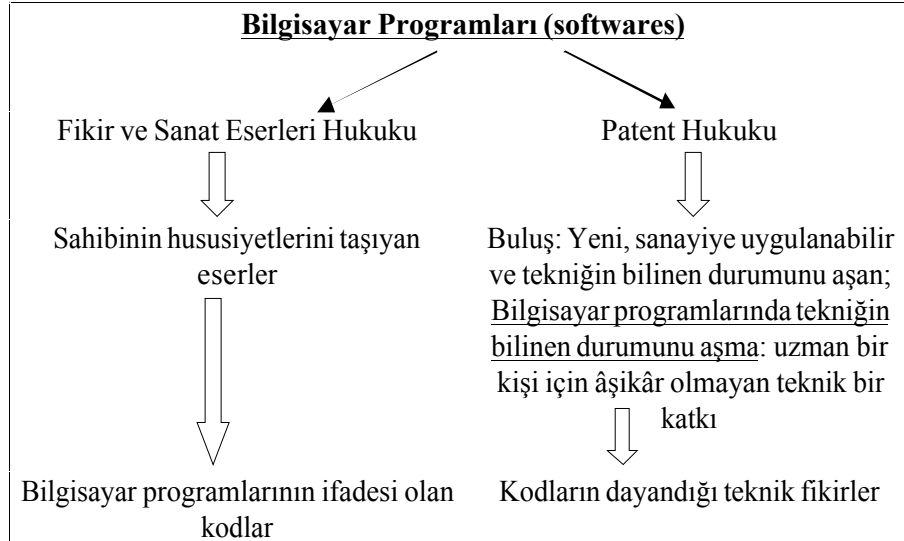 Bilgisayar Programları (softwares)
Fikir ve Sanat Eserleri Hukuku
Sahibinin hususiyetlerini taşıyan
eserler
Bilgisayar programlarının ifadesi olan
kodlar
Patent Hukuku
Buluş: Yeni, sanayiye uygulanabilir
ve tekniğin bilinen durumunu aşan;
Bilgisayar programlarında tekniğin
bilinen durumunu aşma: uzman bir
kişi için âşikâr olmayan teknik bir
katkı
Kodların dayandığı teknik fikirler